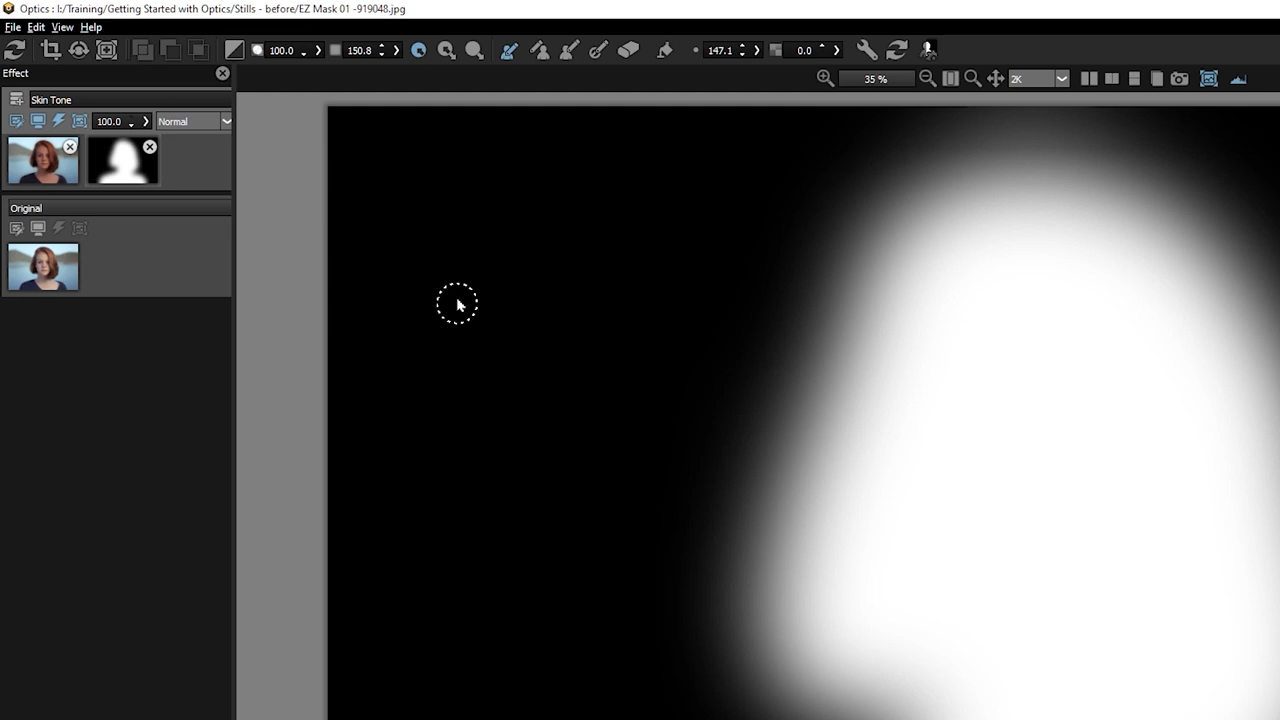 Optics : I:/Training/Getting Started with Optics/Stills - before/EZ Mask 01 -919048.jpg
File Edit View Help
100.0 150.8 147.1 0.0
Effect
35 % 2K
Skin Tone
100.0 Normal
Original